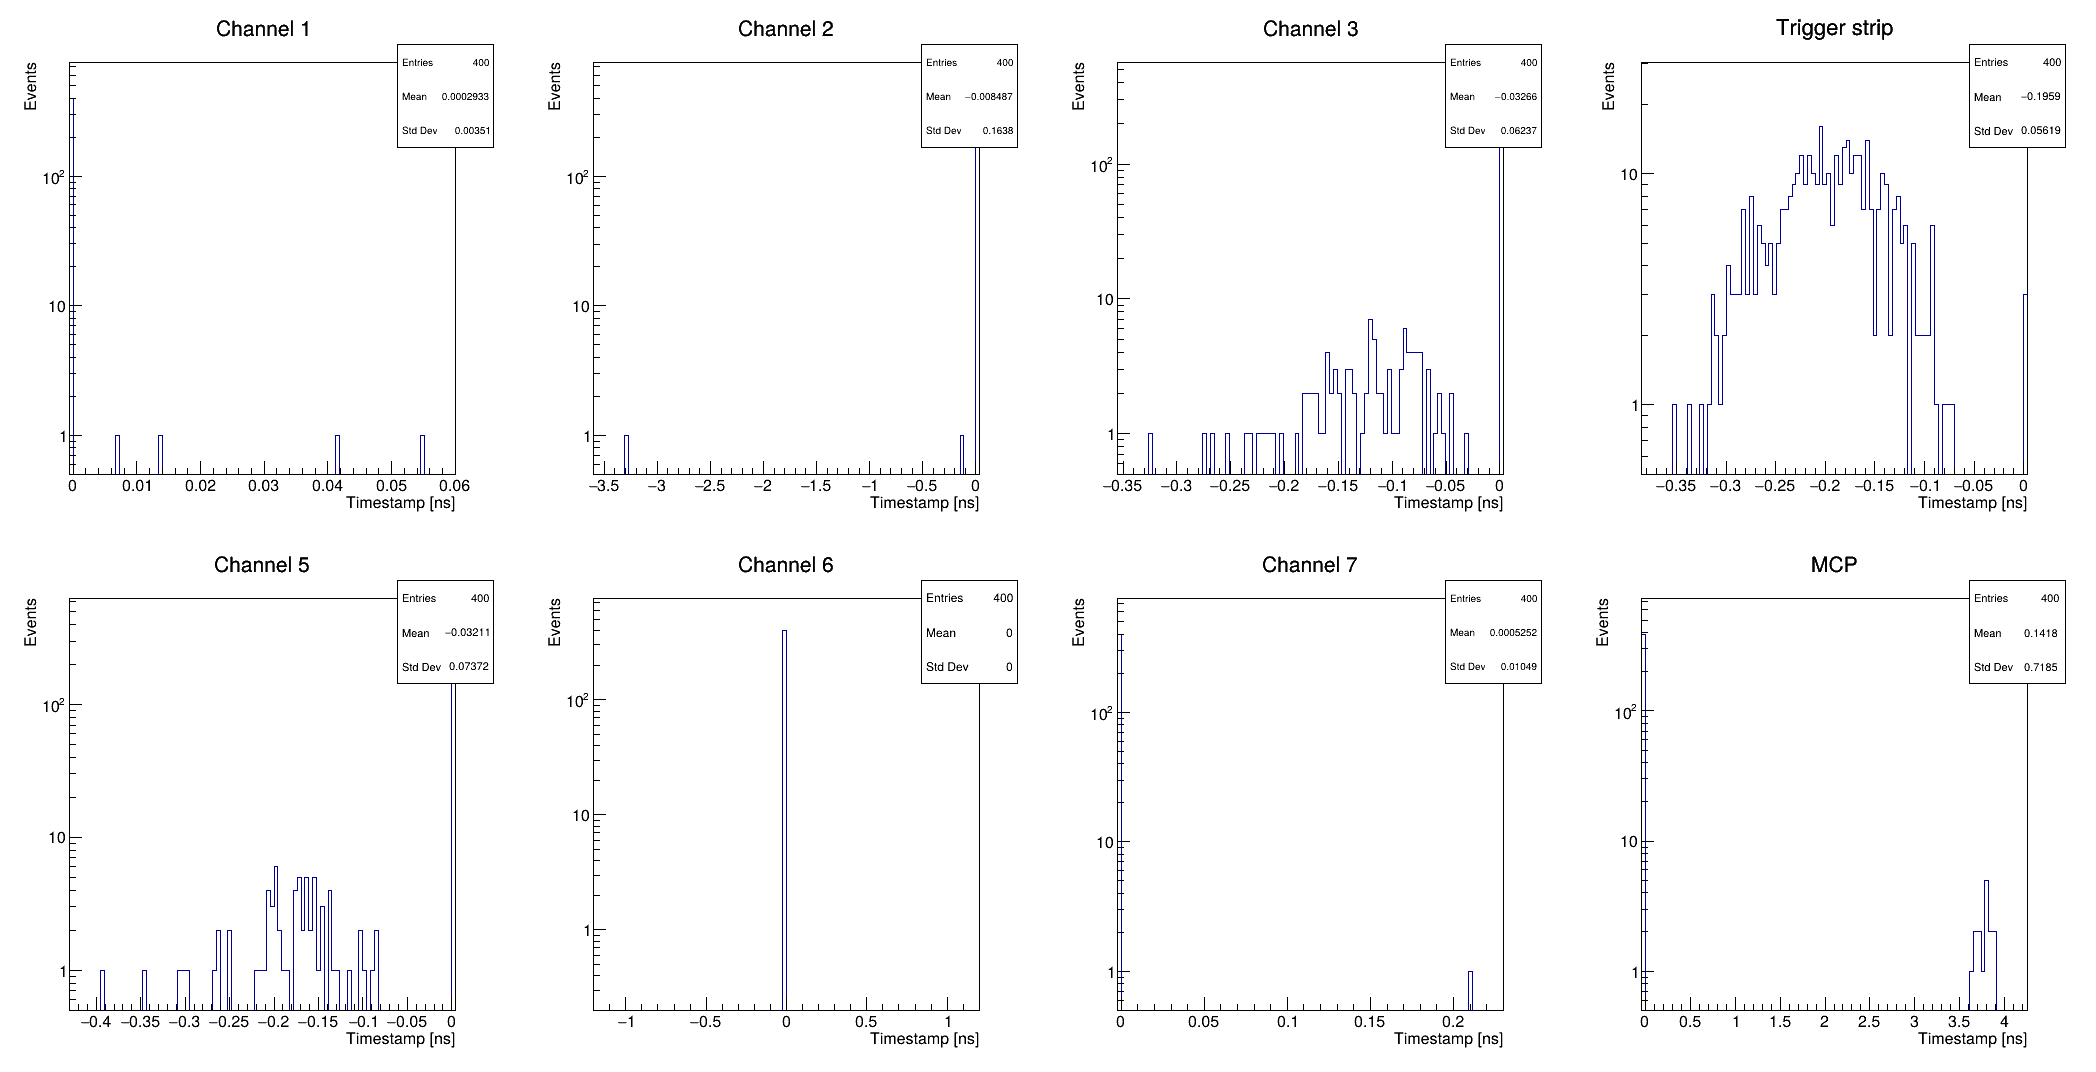 Channel 1
Events
Entries 400
Mean 0.0002933
Std Dev 0.00351
10²
10
1
0 0.01 0.02 0.03 0.04 0.05 0.06
Timestamp [ns]
Channel 2
Events
Entries 400
Mean −0.008487
Std Dev 0.1638
10²
10
1
−3.5 −3 −2.5 −2 −1.5 −1 −0.5 0
Timestamp [ns]
Channel 3
Events
Entries 400
Mean −0.03266
Std Dev 0.06237
10²
10
1
−0.35 −0.3 −0.25 −0.2 −0.15 −0.1 −0.05 0
Timestamp [ns]
Trigger strip
Events
Entries 400
Mean −0.1959
Std Dev 0.05619
10
1
−0.35 −0.3 −0.25 −0.2 −0.15 −0.1 −0.05 0
Timestamp [ns]
Channel 5
Events
Entries 400
Mean −0.03211
Std Dev 0.07372
10²
10
1
−0.4 −0.35 −0.3 −0.25 −0.2 −0.15 −0.1 −0.05 0
Timestamp [ns]
Channel 6
Events
Entries 400
Mean 0
Std Dev 0
10²
10
1
−1 −0.5 0 0.5 1
Timestamp [ns]
Channel 7
Events
Entries 400
Mean 0.0005252
Std Dev 0.01049
10²
10
1
0 0.05 0.1 0.15 0.2
Timestamp [ns]
MCP
Events
Entries 400
Mean 0.1418
Std Dev 0.7185
10²
10
1
0 0.5 1 1.5 2 2.5 3 3.5 4
Timestamp [ns]